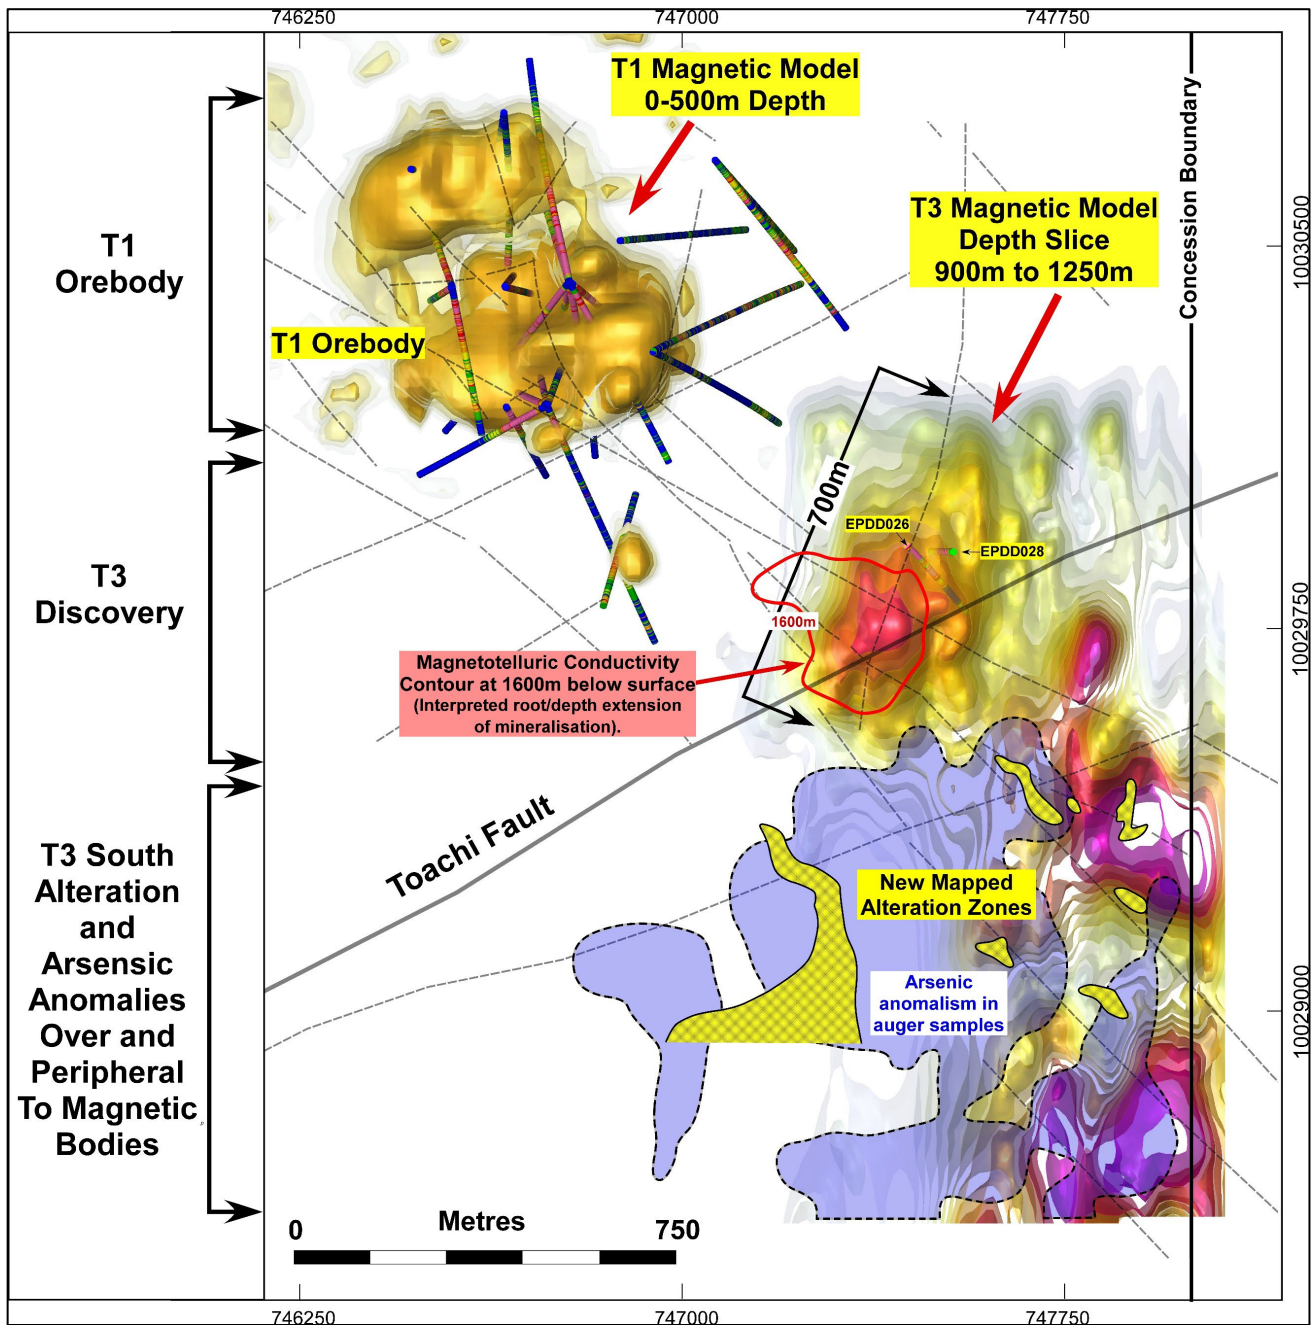 746250
747000
747750
T1 Magnetic Model
0-500m Depth
Concession Boundary
T3 Magnetic Model
Depth Slice
900m to 1250m
10030500
T1
Orebody
T1 Orebody
700m
EPDD026
EPDD028
T3
Discovery
1600m
10029750
Magnetotelluric Conductivity
Contour at 1600m below surface
(Interpreted root/depth extension
of mineralisation).
Toachi Fault
T3 South
Alteration
and
Arsensic
Anomalies
Over and
Peripheral
To Magnetic
Bodies
New Mapped
Alteration Zones
Arsenic
anomalism in
auger samples
10029000
0
Metres
750
746250
747000
747750